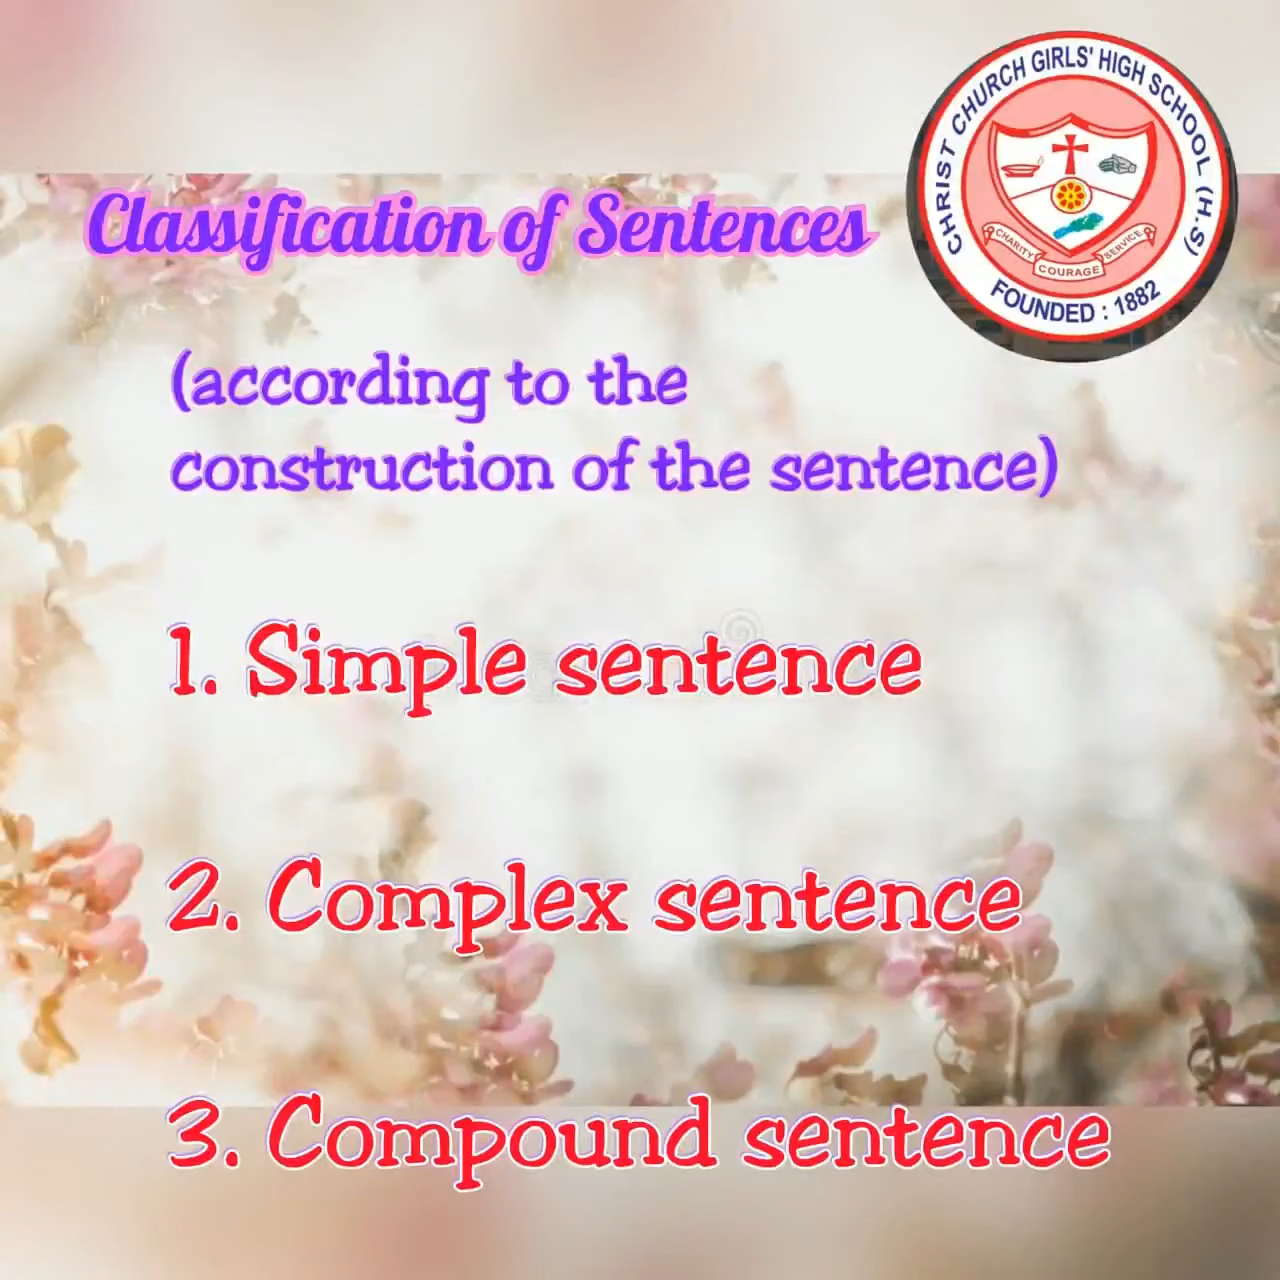 CHRIST CHURCH GIRLS' HIGH SCHOOL (H.S)
CHARITY
COURAGE
SERVICE
FOUNDED : 1882
Classification of Sentences
(according to the
construction of the sentence)
1. Simple sentence
2. Complex sentence
3. Compound sentence